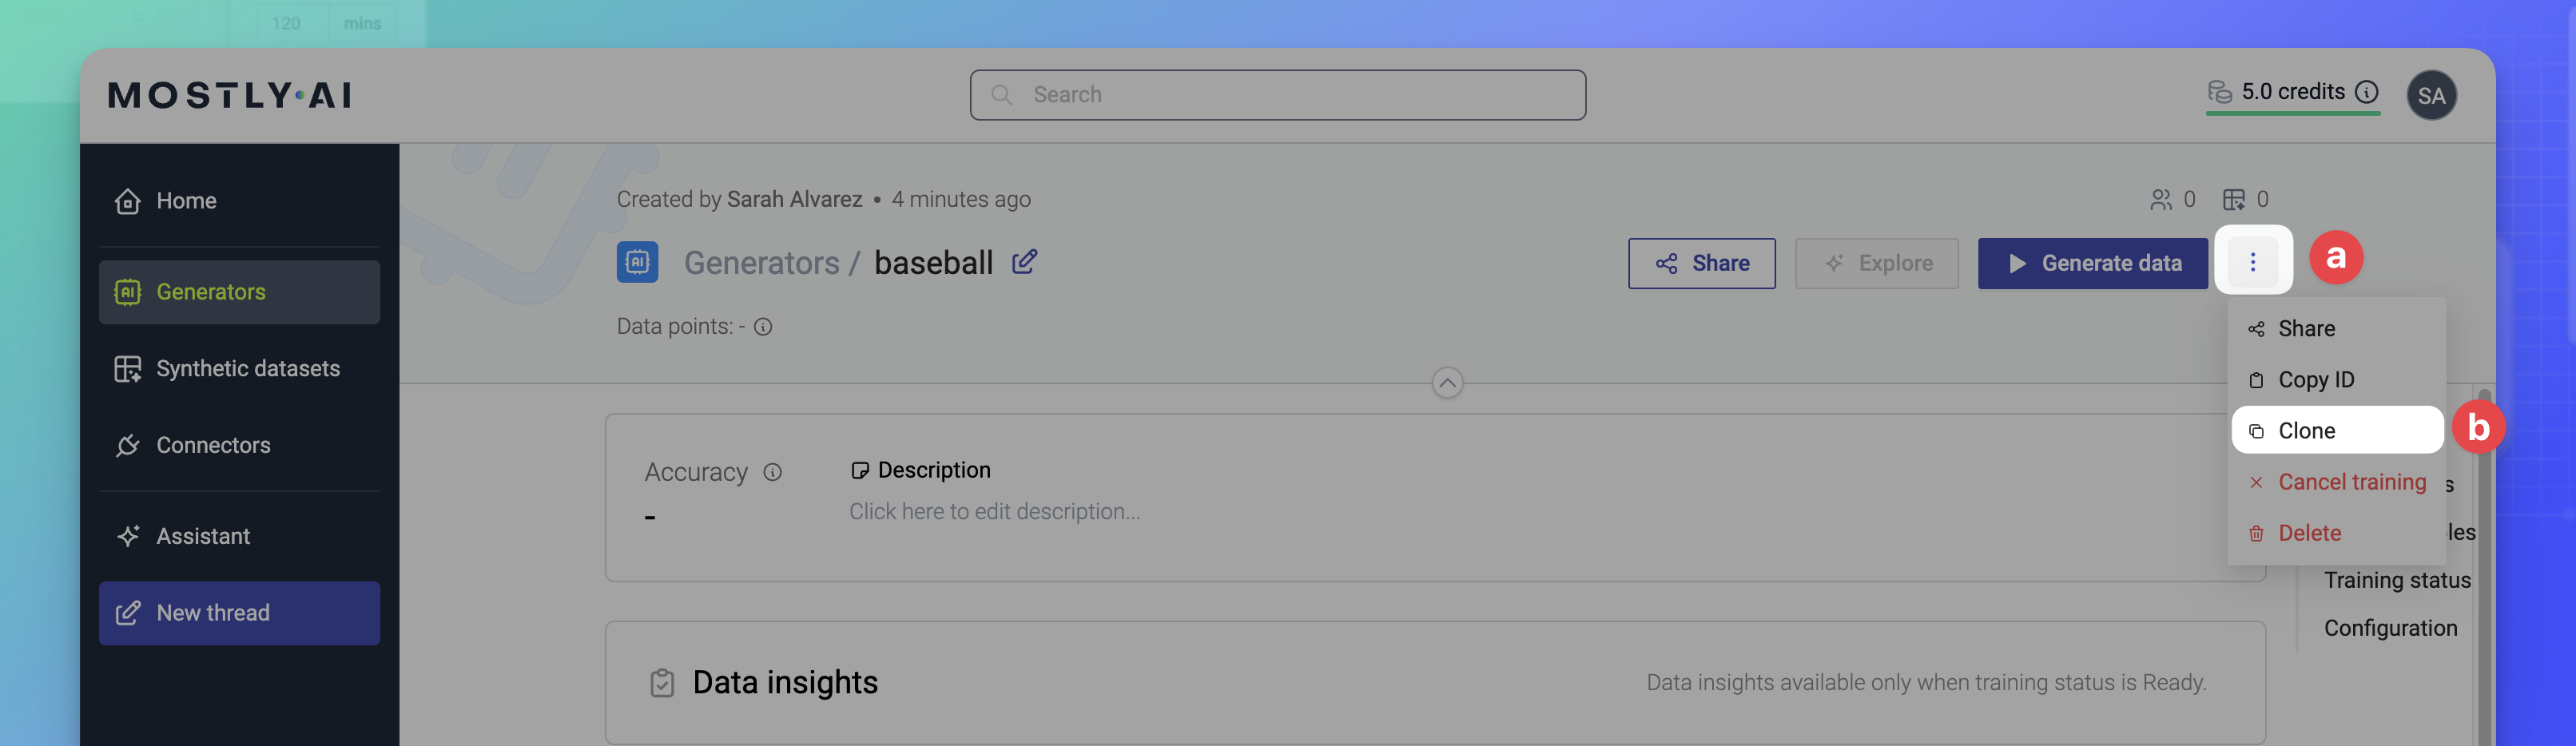 120 mins
MOSTLY·AI
Search
5.0 credits
SA
Home
Generators
Synthetic datasets
Connectors
Assistant
New thread
Created by Sarah Alvarez • 4 minutes ago
0 0
Generators / baseball
Share
Explore
Generate data
a
Data points: -
Share
Copy ID
Clone
b
Cancel training
Delete
Accuracy
-
Description
Click here to edit description...
Training status
Configuration
Data insights
Data insights available only when training status is Ready.